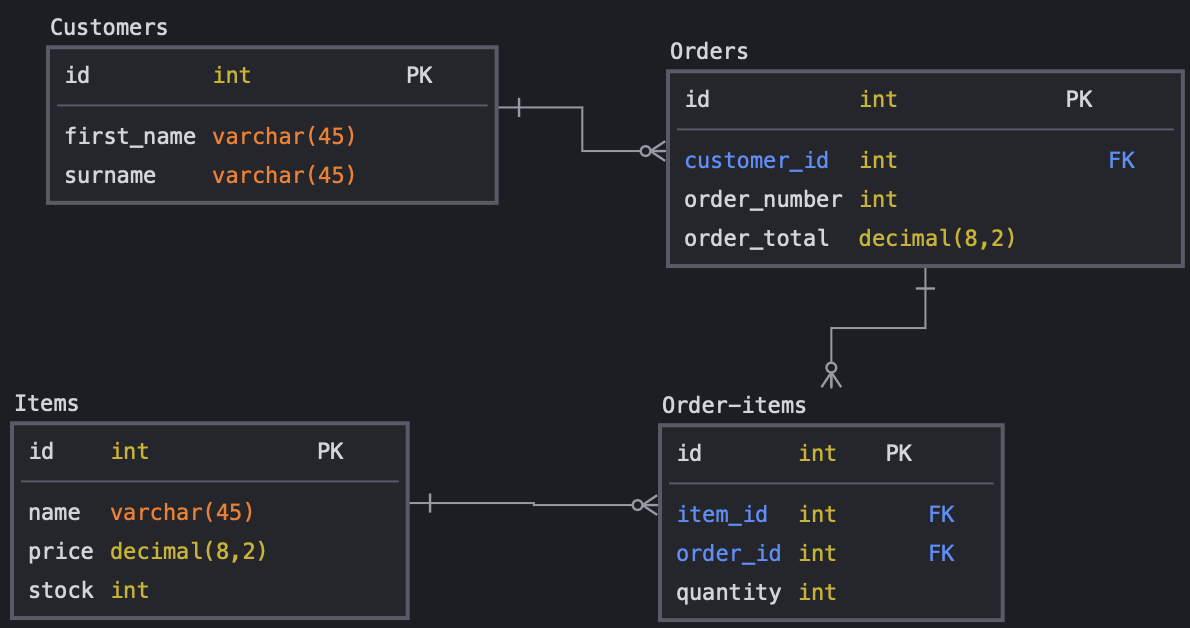 Customers
id int PK
first_name varchar(45)
surname varchar(45)
Orders
id int PK
customer_id int FK
order_number int
order_total decimal(8,2)
Items
id int PK
name varchar(45)
price decimal(8,2)
stock int
Order-items
id int PK
item_id int FK
order_id int FK
quantity int